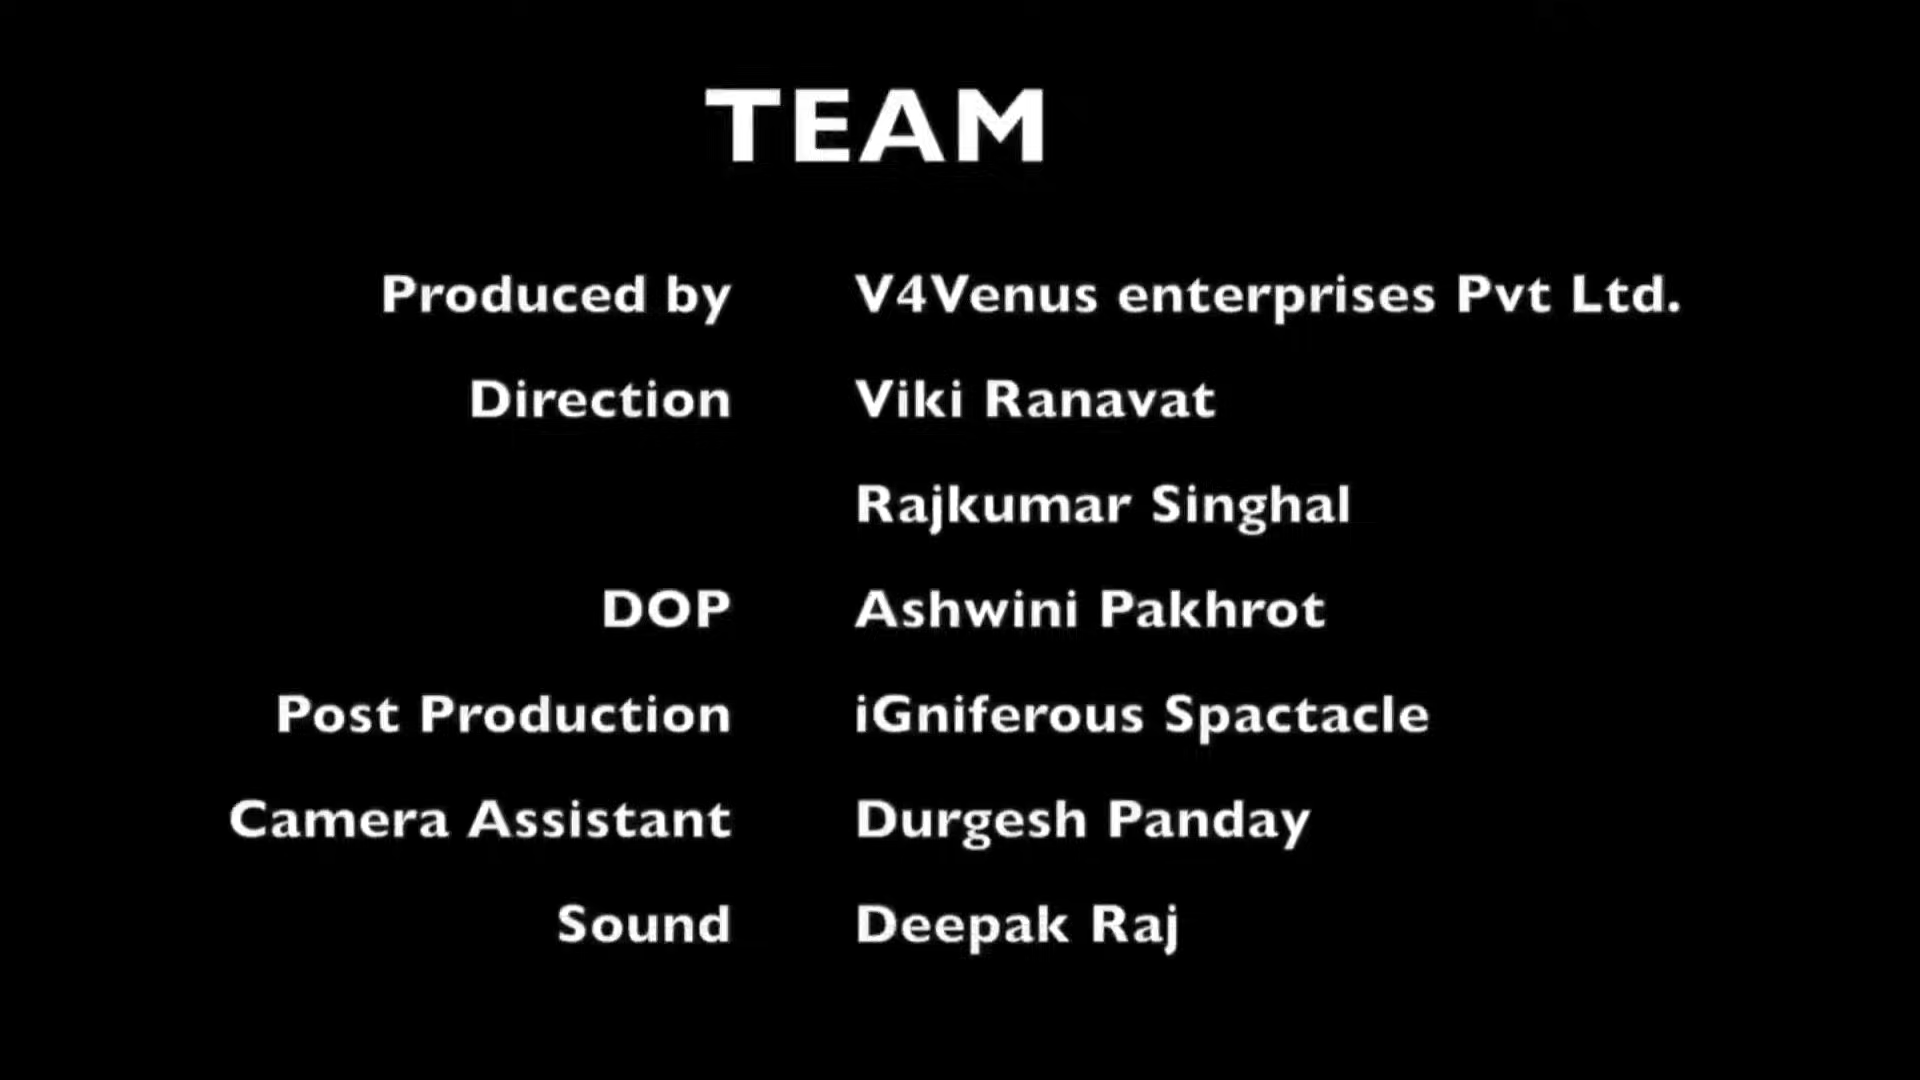 TEAM
Produced by V4Venus enterprises Pvt Ltd.
Direction Viki Ranavat
Rajkumar Singhal
DOP Ashwini Pakhrot
Post Production iGniferous Spactacle
Camera Assistant Durgesh Panday
Sound Deepak Raj